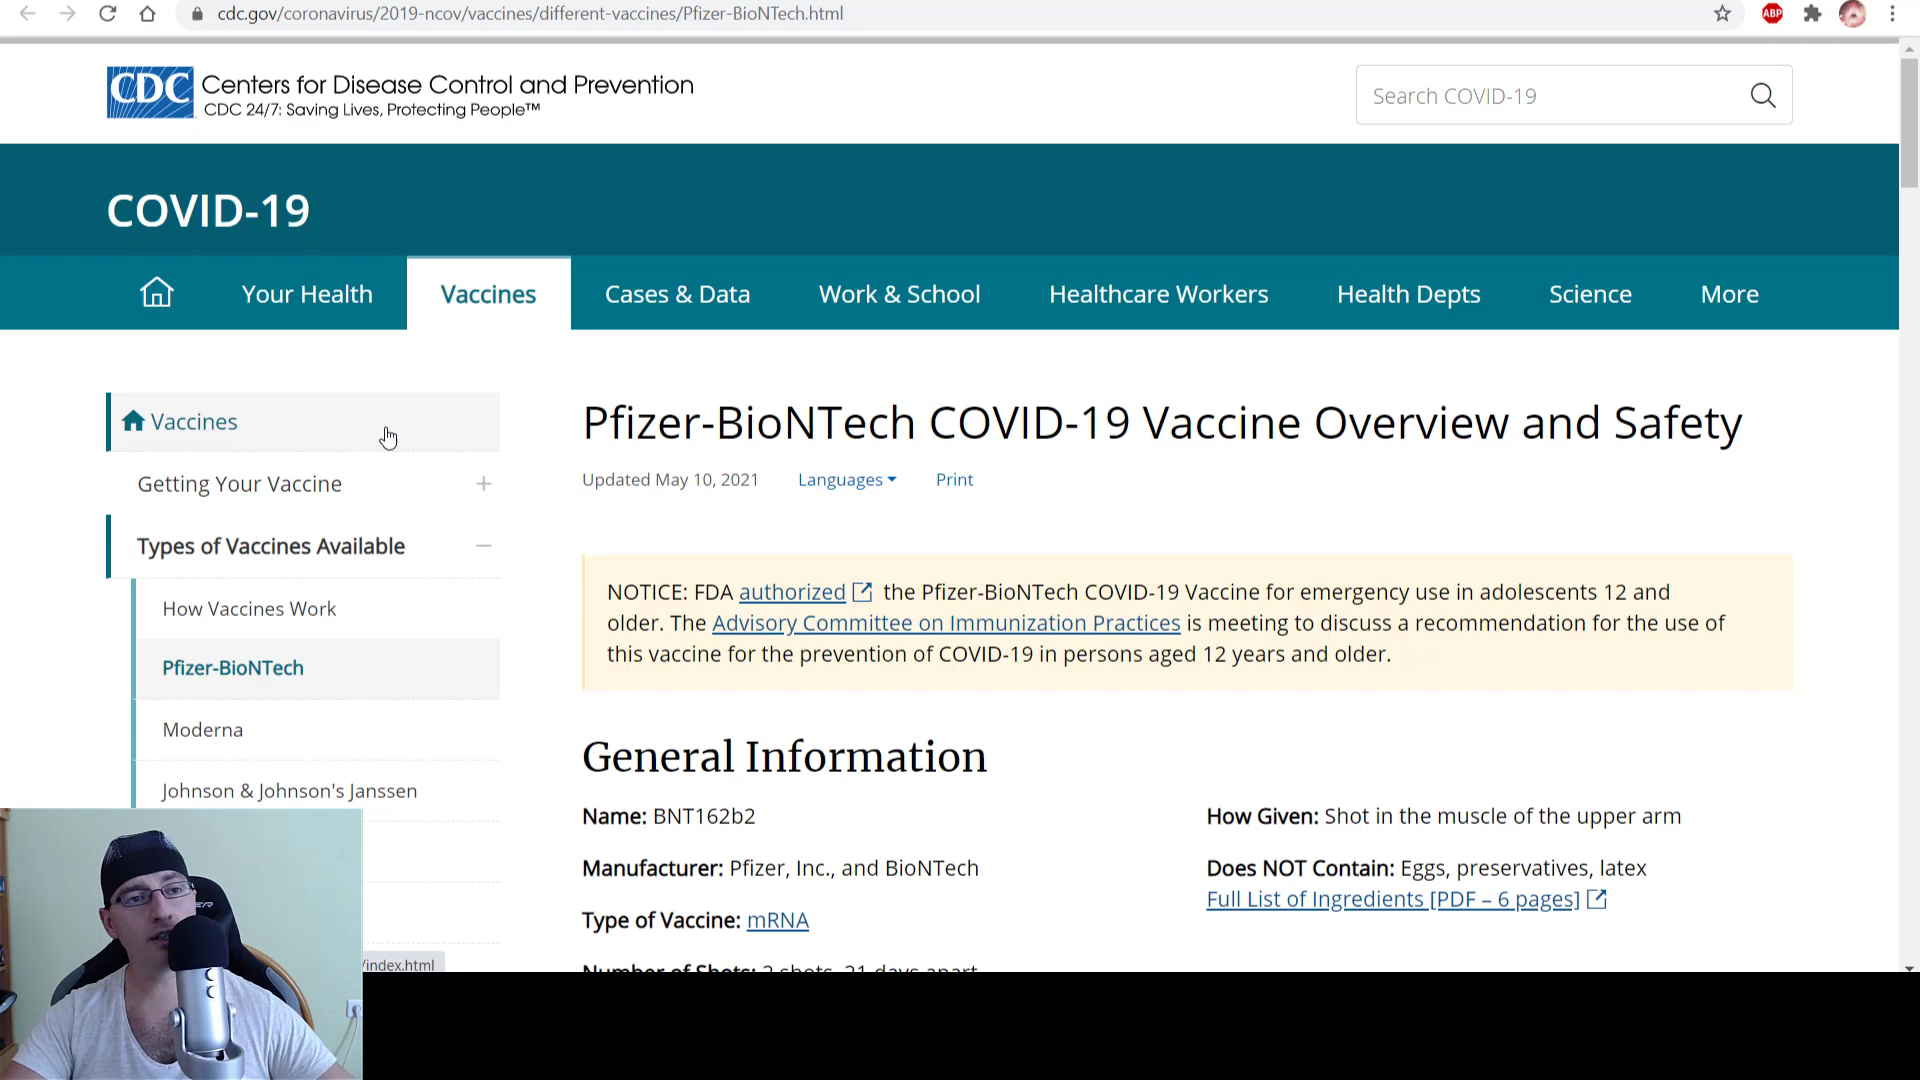 cdc.gov/coronavirus/2019-ncov/vaccines/different-vaccines/Pfizer-BioNTech.html
ABP
CDC
Centers for Disease Control and Prevention
CDC 24/7: Saving Lives, Protecting People™
Search COVID-19
COVID-19
Your Health
Vaccines
Cases & Data
Work & School
Healthcare Workers
Health Depts
Science
More
Vaccines
Getting Your Vaccine
Types of Vaccines Available
How Vaccines Work
Pfizer-BioNTech
Moderna
Johnson & Johnson's Janssen
/index.html
Pfizer-BioNTech COVID-19 Vaccine Overview and Safety
Updated May 10, 2021
Languages
Print
NOTICE: FDA authorized the Pfizer-BioNTech COVID-19 Vaccine for emergency use in adolescents 12 and
older. The Advisory Committee on Immunization Practices is meeting to discuss a recommendation for the use of
this vaccine for the prevention of COVID-19 in persons aged 12 years and older.
General Information
Name: BNT162b2
Manufacturer: Pfizer, Inc., and BioNTech
Type of Vaccine: mRNA
Number of Shots: 2 shots, 21 days apart
How Given: Shot in the muscle of the upper arm
Does NOT Contain: Eggs, preservatives, latex
Full List of Ingredients [PDF – 6 pages]